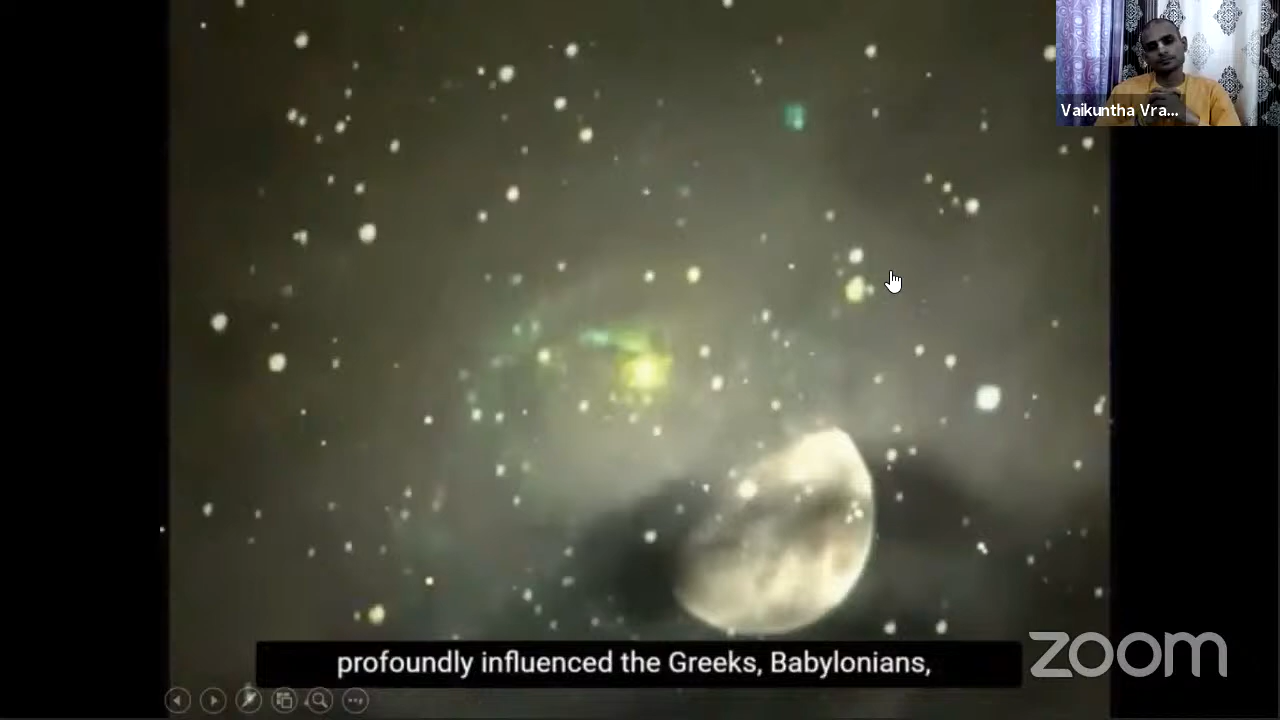 Vaikuntha Vra...
profoundly influenced the Greeks, Babylonians,
zoom